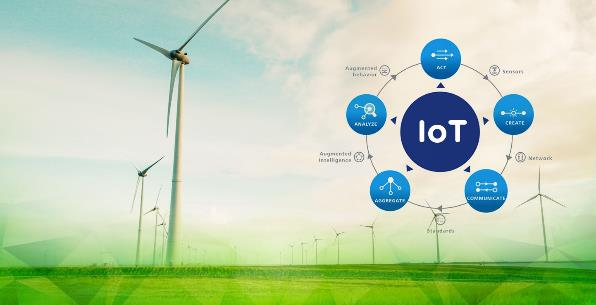 ACT
Augmented
behavior
Sensors
ANALYZE
IoT
CREATE
Augmented
intelligence
Network
AGGREGATE
COMMUNICATE
Standards